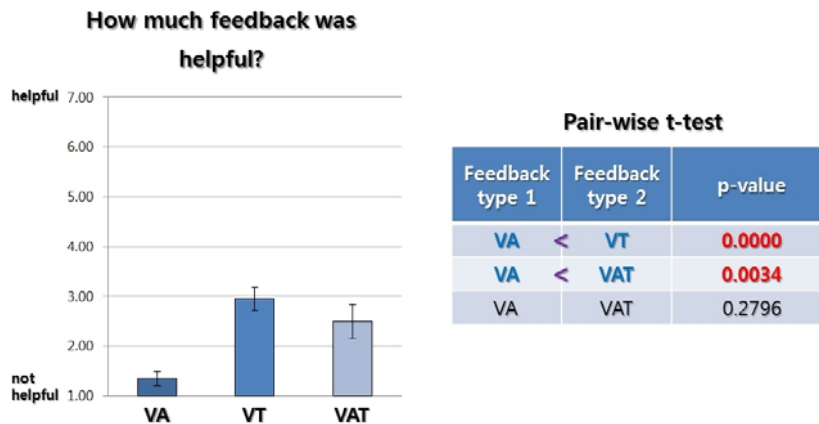 How much feedback was
helpful?
helpful 7.00
6.00
5.00
4.00
3.00
2.00
not
helpful 1.00
VA VT VAT
Pair-wise t-test
Feedback type 1 Feedback type 2 p-value
VA < VT 0.0000
VA < VAT 0.0034
VA VAT 0.2796